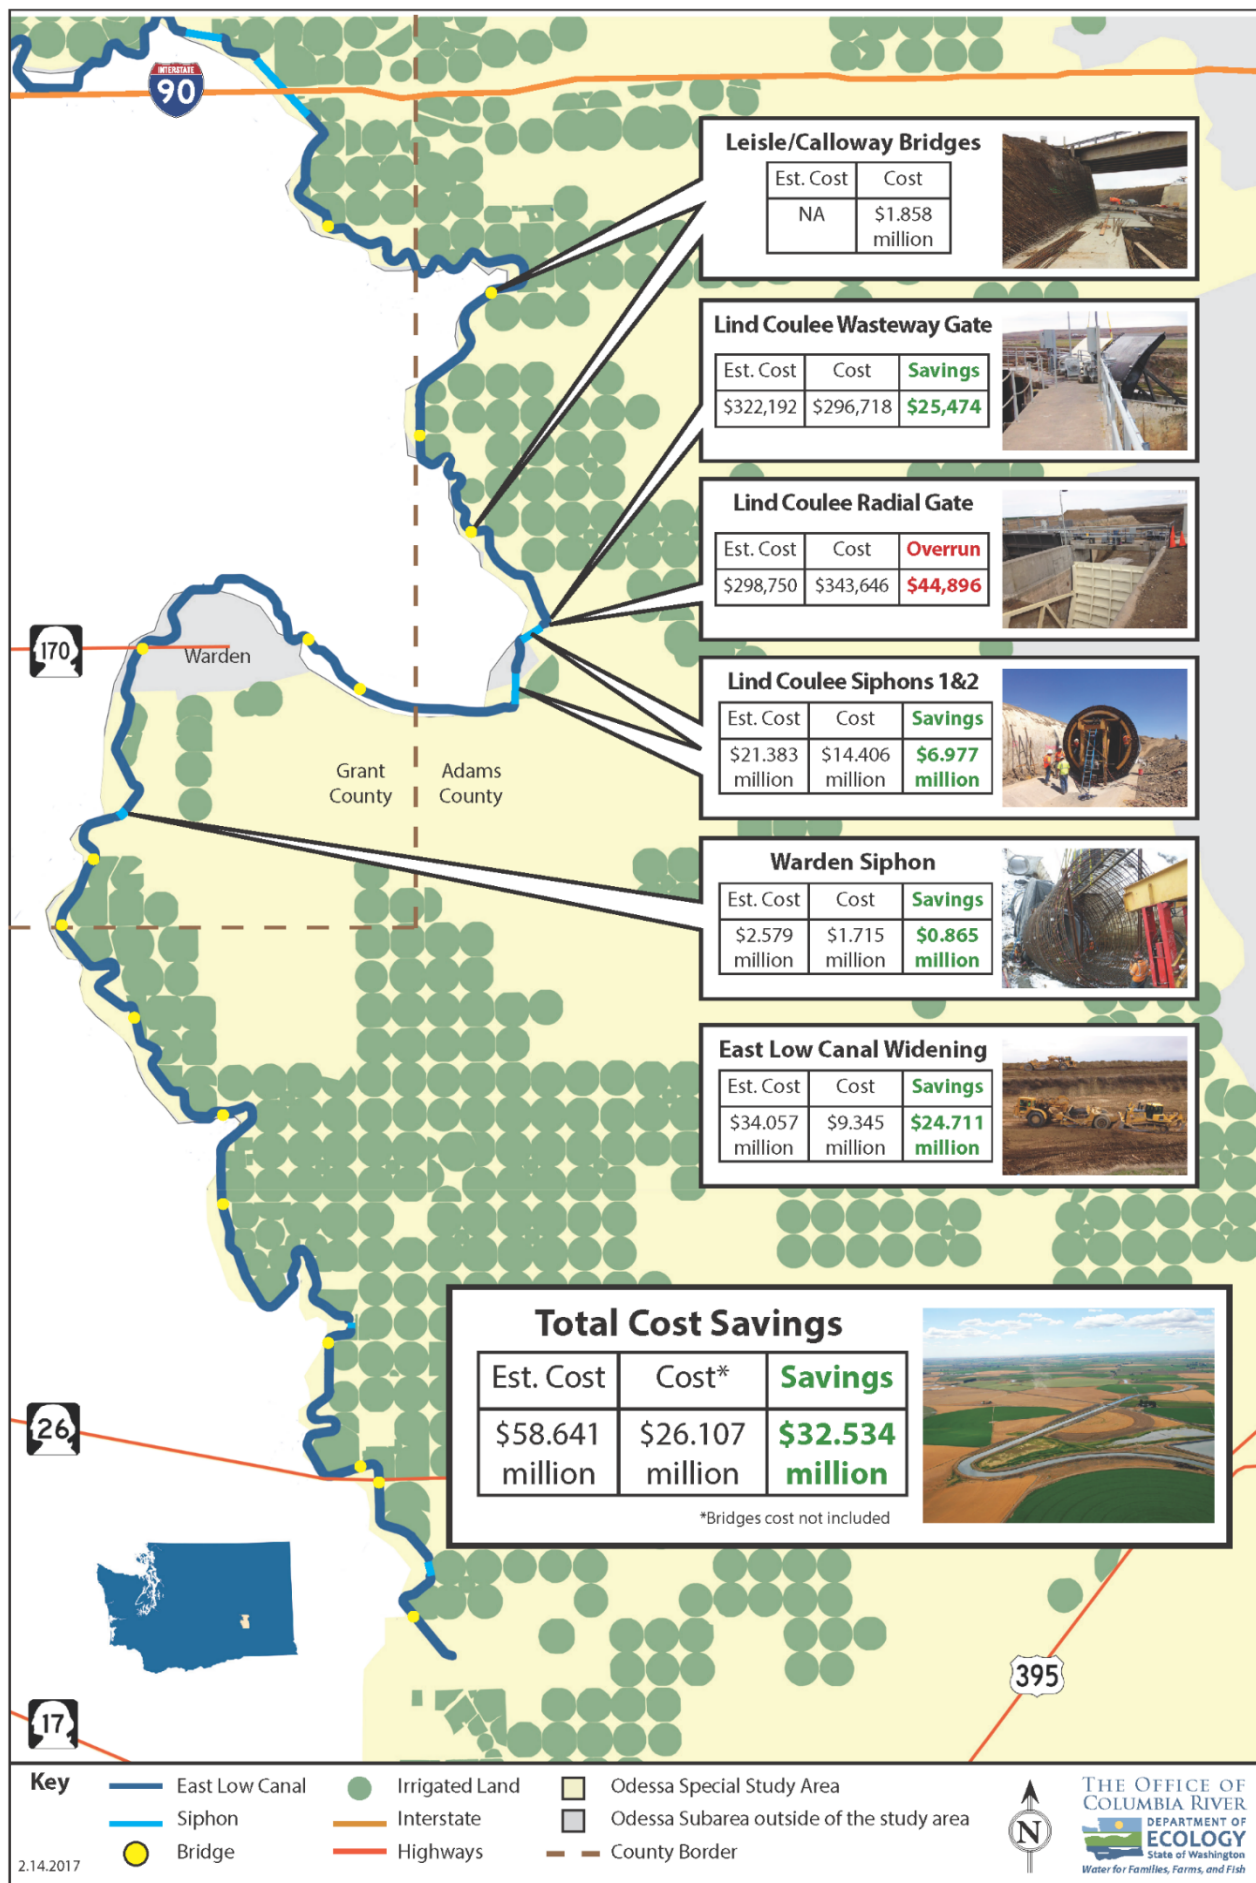 INTERSTATE
90
Leisle/Calloway Bridges
Est. Cost Cost
NA $1.858
million
Lind Coulee Wasteway Gate
Est. Cost Cost Savings
$322,192 $296,718 $25,474
Lind Coulee Radial Gate
Est. Cost Cost Overrun
$298,750 $343,646 $44,896
170
Warden
Lind Coulee Siphons 1&2
Est. Cost Cost Savings
$21.383 $14.406 $6.977
million million million
Grant Adams
County County
Warden Siphon
Est. Cost Cost Savings
$2.579 $1.715 $0.865
million million million
East Low Canal Widening
Est. Cost Cost Savings
$34.057 $9.345 $24.711
million million million
Total Cost Savings
Est. Cost Cost* Savings
$58.641 $26.107 $32.534
million million million
*Bridges cost not included
26
395
17
Key
East Low Canal Irrigated Land Odessa Special Study Area
Siphon Interstate Odessa Subarea outside of the study area
Bridge Highways County Border
2.14.2017
N
THE OFFICE OF
COLUMBIA RIVER
DEPARTMENT OF
ECOLOGY
State of Washington
Water for Families, Farms, and Fish